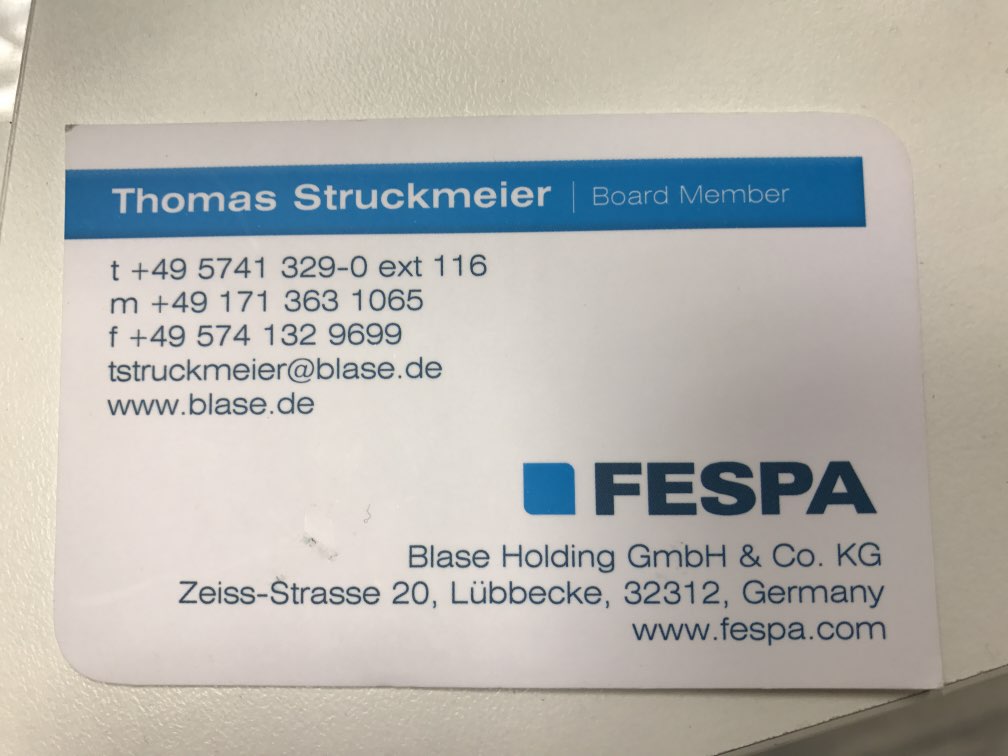 Thomas Struckmeier | Board Member
t +49 5741 329-0 ext 116
m +49 171 363 1065
f +49 574 132 9699
tstruckmeier@blase.de
www.blase.de
FESPA
Blase Holding GmbH & Co. KG
Zeiss-Strasse 20, Lübbecke, 32312, Germany
www.fespa.com